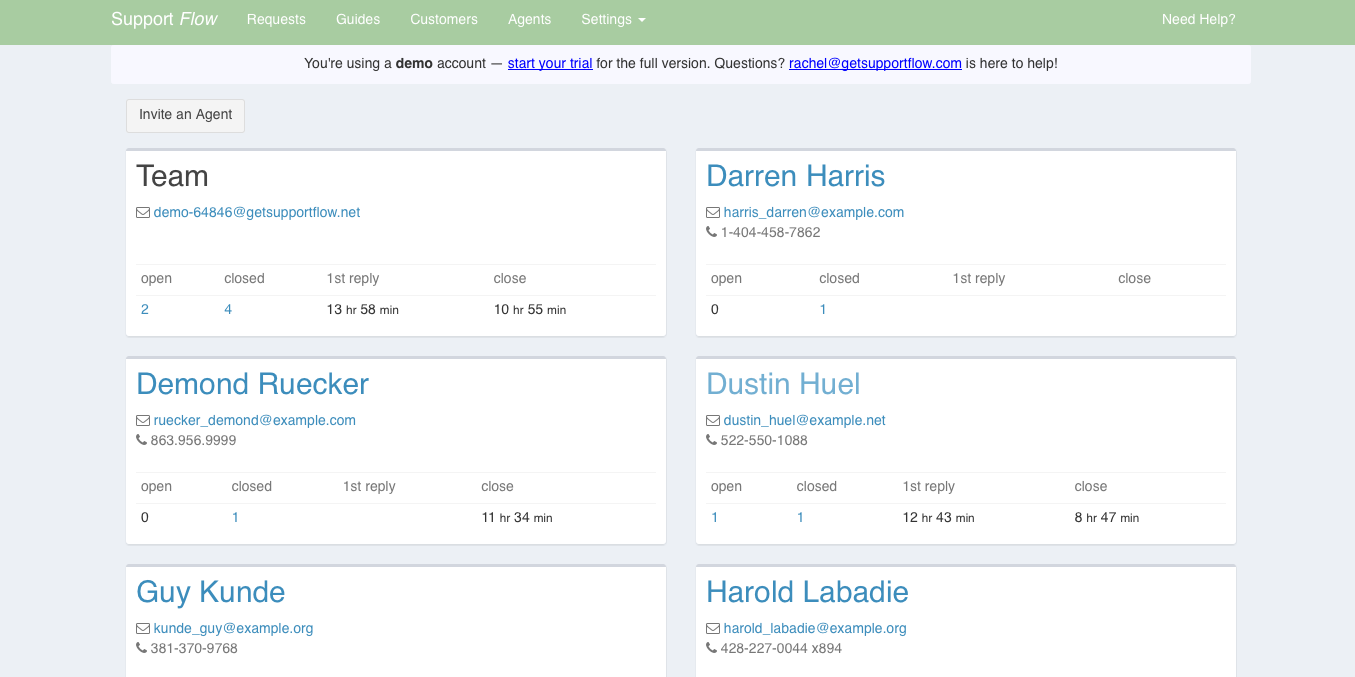 Support Flow Requests Guides Customers Agents Settings Need Help?
You're using a demo account — start your trial for the full version. Questions? rachel@getsupportflow.com is here to help!
Invite an Agent
Team
demo-64846@getsupportflow.net
open closed 1st reply close
2 4 13 hr 58 min 10 hr 55 min
Darren Harris
harris_darren@example.com
1-404-458-7862
open closed 1st reply close
0 1
Demond Ruecker
ruecker_demond@example.com
863.956.9999
open closed 1st reply close
0 1 11 hr 34 min
Dustin Huel
dustin_huel@example.net
522-550-1088
open closed 1st reply close
1 1 12 hr 43 min 8 hr 47 min
Guy Kunde
kunde_guy@example.org
381-370-9768
Harold Labadie
harold_labadie@example.org
428-227-0044 x894